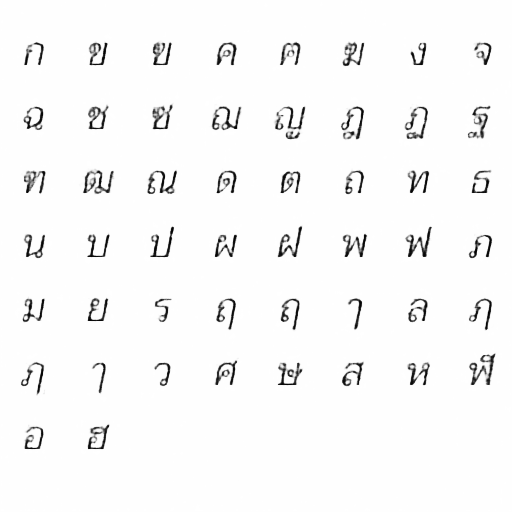 ก ข ฃ ค ฅ ฆ ง จ
ฉ ช ซ ฌ ญ ฎ ฏ ฐ
ฑ ฒ ณ ด ต ถ ท ธ
น บ ป ผ ฝ พ ฟ ภ
ม ย ร ฤ ฤ ๅ ล ฦ
ฦ ๅ ว ศ ษ ส ห ฬ
อ ฮ